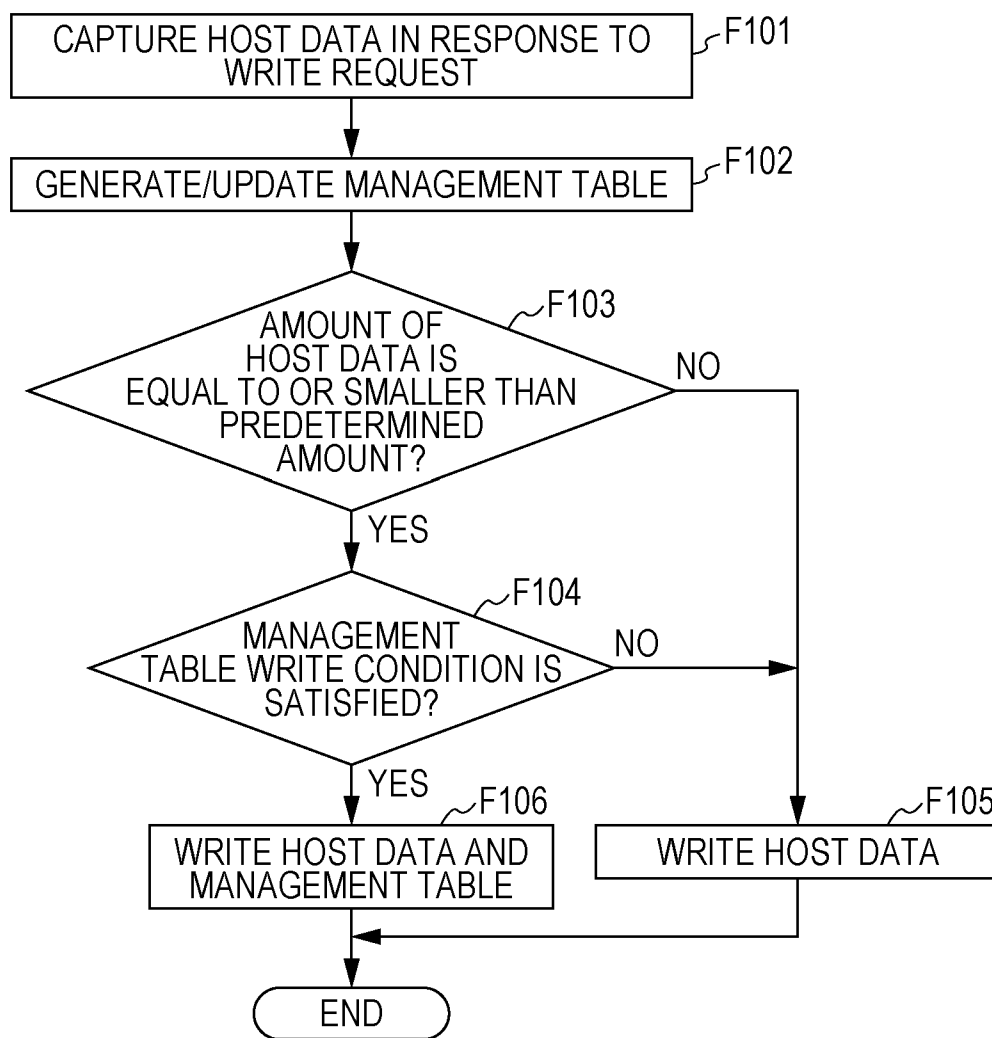 CAPTURE HOST DATA IN RESPONSE TO
WRITE REQUEST
F101
GENERATE/UPDATE MANAGEMENT TABLE
F102
F103
AMOUNT OF
HOST DATA IS
EQUAL TO OR SMALLER THAN
PREDETERMINED
AMOUNT?
NO
YES
F104
MANAGEMENT
TABLE WRITE CONDITION IS
SATISFIED?
NO
YES
F106
WRITE HOST DATA AND
MANAGEMENT TABLE
F105
WRITE HOST DATA
END